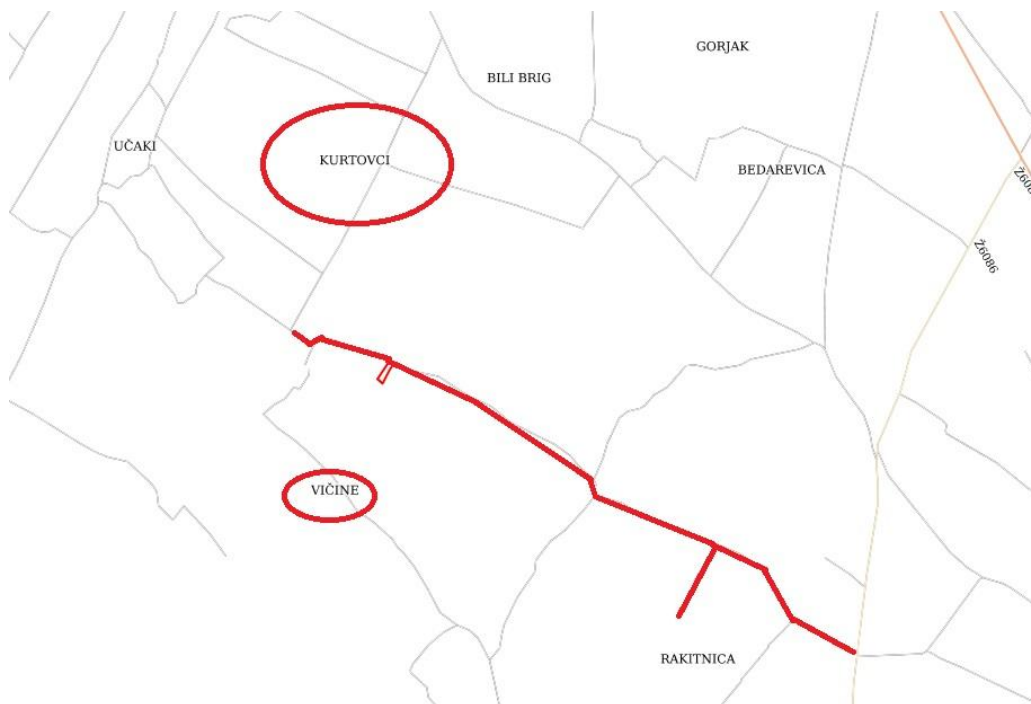 GORJAK
BILI BRIG
UČAKI
KURTOVCI
BEDAREVICA
Ž6086
VIČINE
RAKITNICA